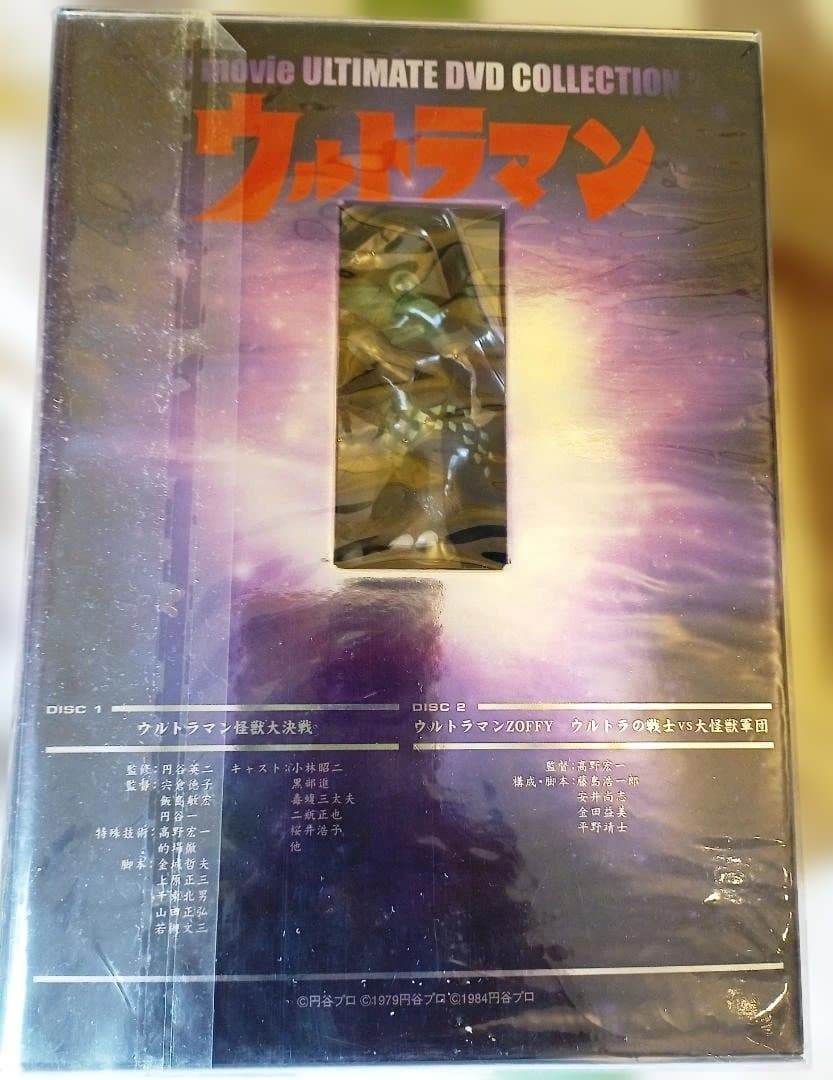 movie ULTIMATE DVD COLLECTION
ウルトラマン
DISC 1
ウルトラマン怪獣大決戦
監修：円谷英二
監督：宍倉徳子
飯島敏宏
円谷一
特殊技術：高野宏一
的場徹
脚本：金城哲夫
上原正三
千束北男
山田正弘
若槻文三
キャスト：小林昭二
黒部進
毒蝮三太夫
二瓶正也
桜井浩子
他
DISC 2
ウルトラマンZOFFY ウルトラの戦士VS大怪獣軍団
監督：高野宏一
構成・脚本：藤島浩一郎
安井尚志
金田益美
平野靖士
©円谷プロ ©1979円谷プロ ©1984円谷プロ